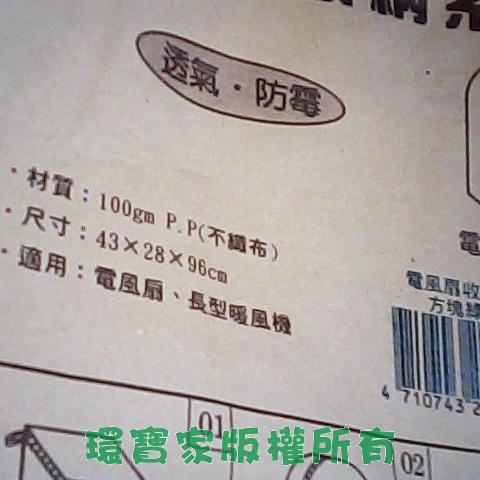 透氣·防霉
·材質：100gm P.P(不織布)
·尺寸：43×28×96cm
·適用：電風扇、長型暖風機
電
電風扇收
方塊
4 710743 2
01
02
環寶家版權所有